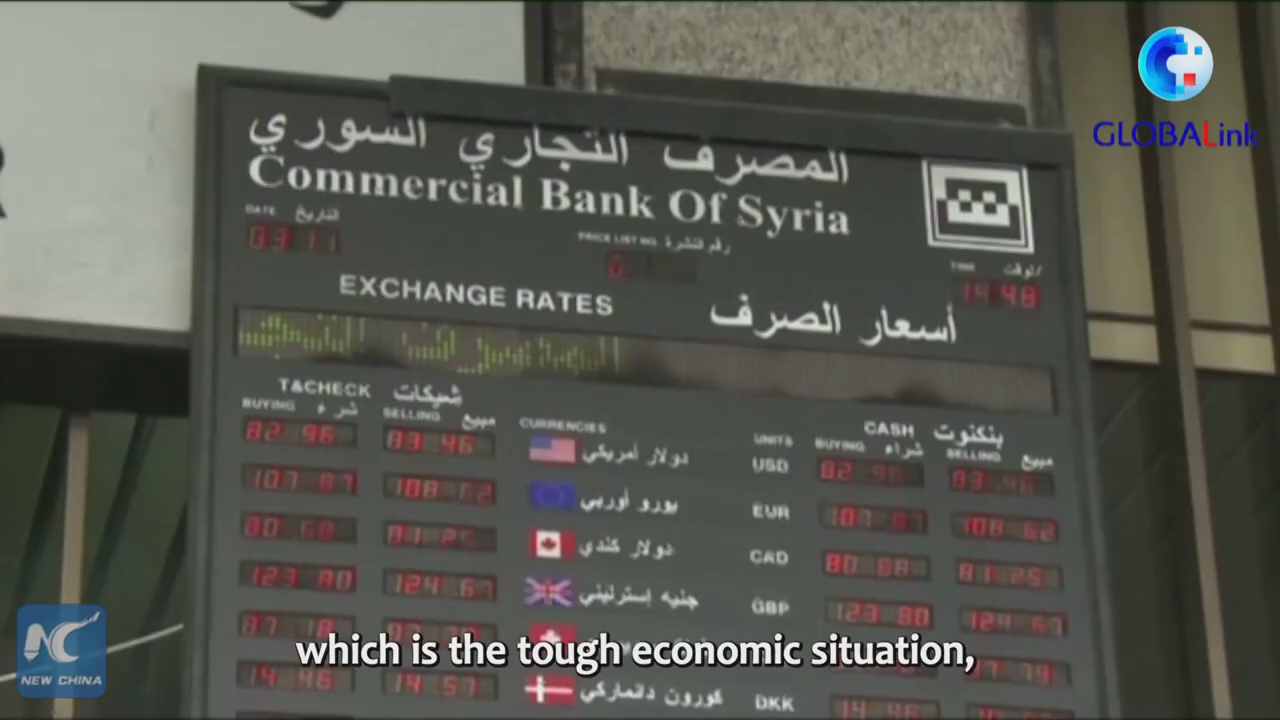 GLOBALink
المصرف التجاري السوري
Commercial Bank Of Syria
DATE التاريخ
03 11
PRICE LIST NO. رقم النشرة
TIME
14 48
EXCHANGE RATES أسعار الصرف
T&CHECK شيكات
CASH بنكنوت
BUYING شراء SELLING مبيع CURRENCIES UNITS BUYING شراء SELLING مبيع
82 96 83 46 دولار أمريكي USD 82 96 83 46
107 87 108 62 يورو أوربي EUR 107 87 108 62
81 25 دولار كندي CAD 81 25
123 80 124 67 جنيه إسترليني GBP 123 80 124 67
14 46 14 57 كورون دانماركي DKK 14 46
which is the tough economic situation,
NC
NEW CHINA